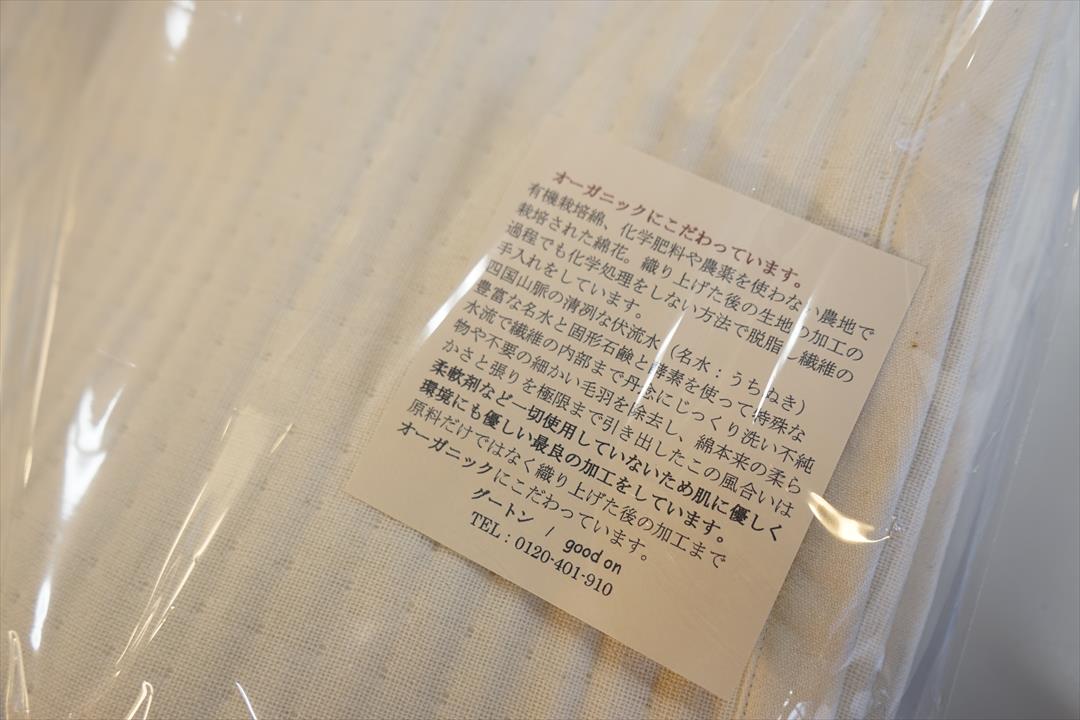 オーガニックにこだわっています。
有機栽培綿、化学肥料や農薬を使わない農地で
栽培された綿花。織り上げた後の生地の加工の
過程でも化学処理をしない方法で脱脂し繊維の
手入れをしています。
四国山脈の清冽な伏流水（名水：うちぬき）
豊富な名水と固形石鹸と酵素を使って特殊な
水流で繊維の内部まで丹念にじっくり洗い不純
物や不要の細かい毛羽を除去し、綿本来の柔ら
かさと張りを極限まで引き出したこの風合いは
柔軟剤など一切使用していないため肌に優しく
環境にも優しい最良の加工をしています。
原料だけではなく織り上げた後の加工まで
オーガニックにこだわっています。
グートン / good on
TEL：0120-401-910